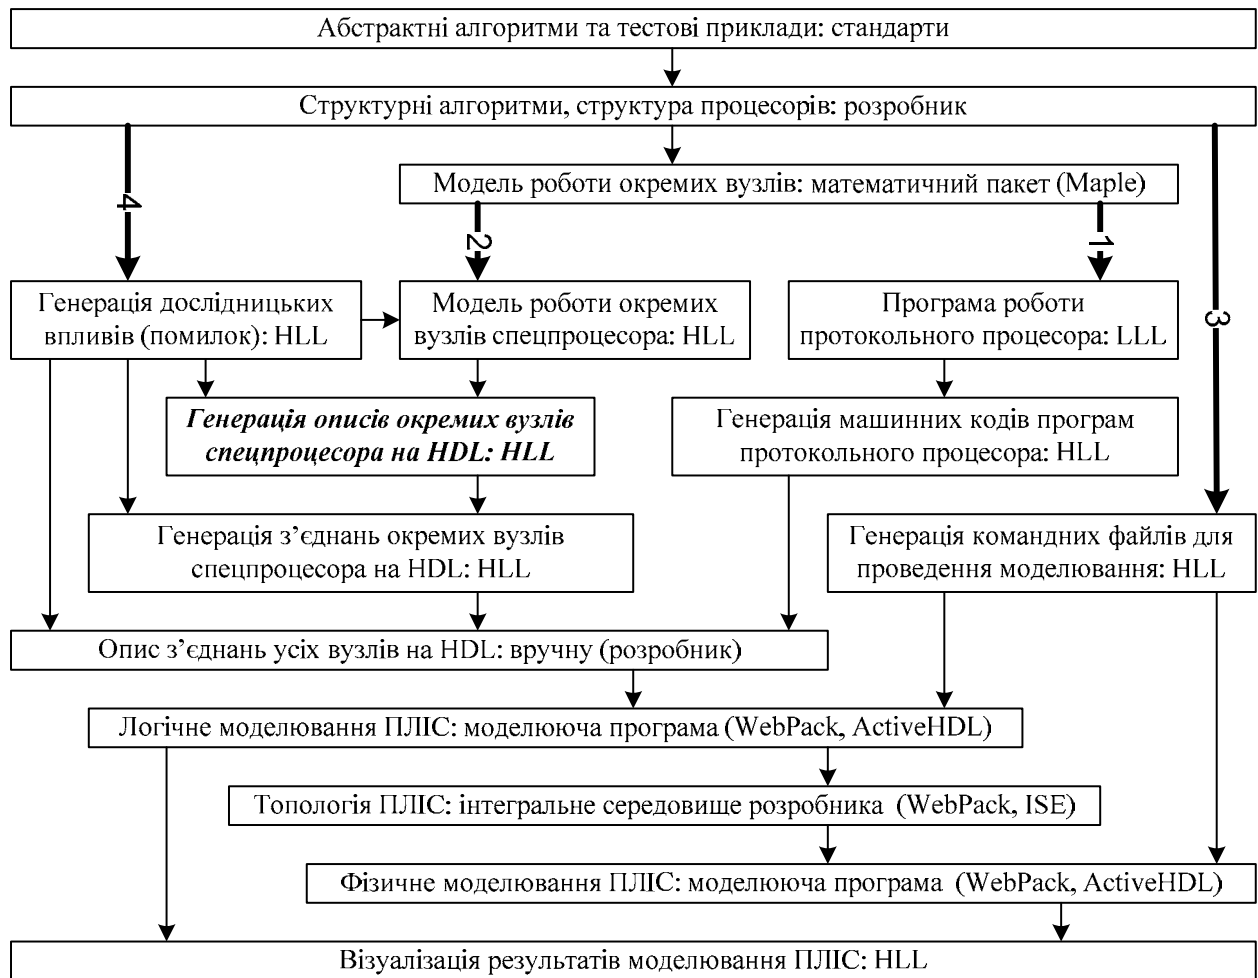 Абстрактні алгоритми та тестові приклади: стандарти
Структурні алгоритми, структура процесорів: розробник
Модель роботи окремих вузлів: математичний пакет (Maple)
4
2
1
3
Генерація дослідницьких
впливів (помилок): HLL
Модель роботи окремих
вузлів спецпроцесора: HLL
Програма роботи
протокольного процесора: LLL
Генерація описів окремих вузлів
спецпроцесора на HDL: HLL
Генерація машинних кодів програм
протокольного процесора: HLL
Генерація з’єднань окремих вузлів
спецпроцесора на HDL: HLL
Генерація командних файлів для
проведення моделювання: HLL
Опис з’єднань усіх вузлів на HDL: вручну (розробник)
Логічне моделювання ПЛІС: моделююча програма (WebPack, ActiveHDL)
Топологія ПЛІС: інтегральне середовище розробника (WebPack, ISE)
Фізичне моделювання ПЛІС: моделююча програма (WebPack, ActiveHDL)
Візуалізація результатів моделювання ПЛІС: HLL